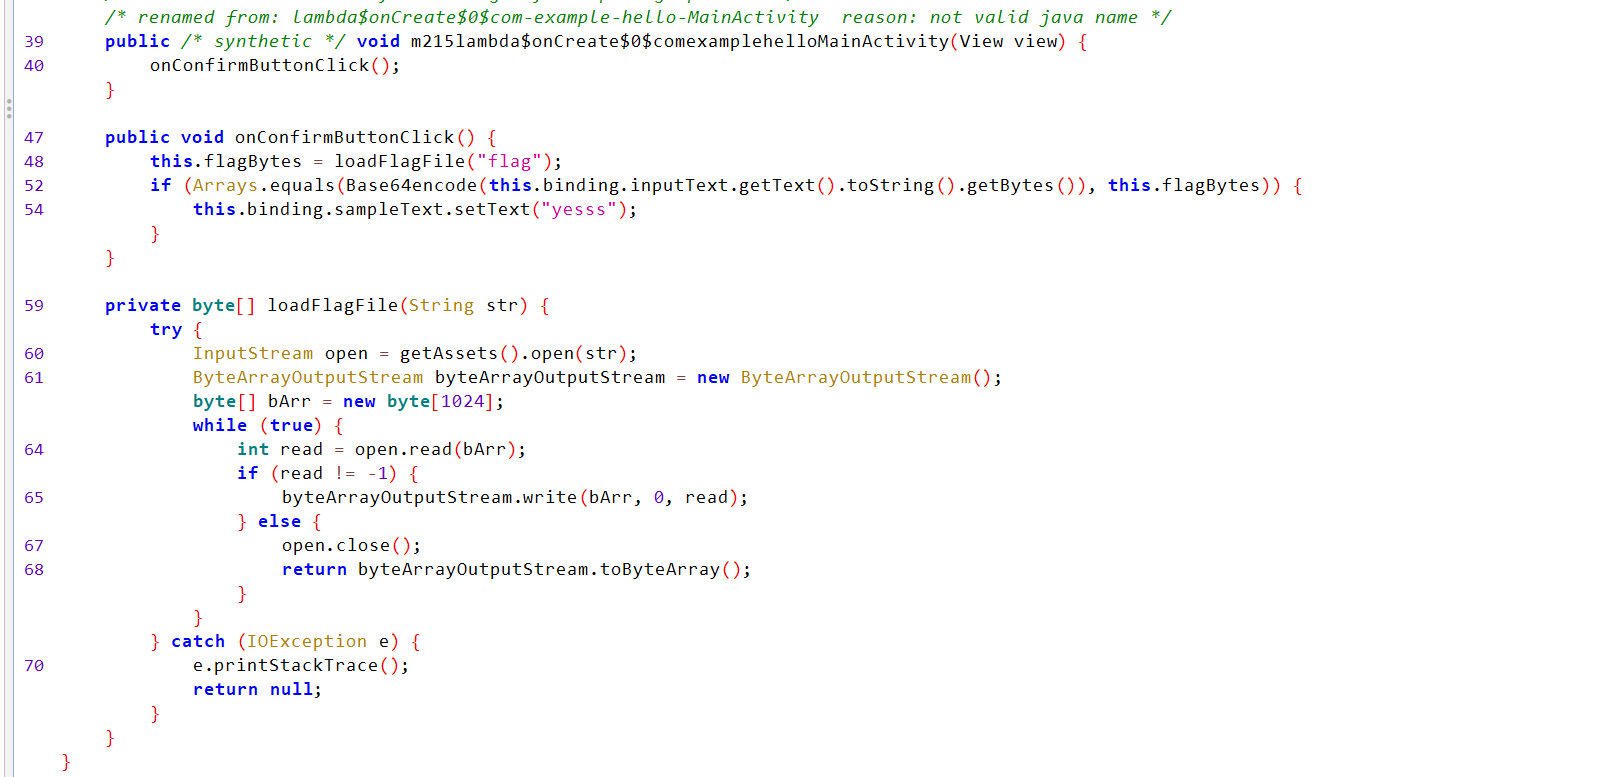 /* renamed from: lambda$onCreate$0$com-example-hello-MainActivity  reason: not valid java name */
39 public /* synthetic */ void m215lambda$onCreate$0$comexamplehelloMainActivity(View view) {
40 onConfirmButtonClick();
}
47 public void onConfirmButtonClick() {
48 this.flagBytes = loadFlagFile("flag");
52 if (Arrays.equals(Base64encode(this.binding.inputText.getText().toString().getBytes()), this.flagBytes)) {
54 this.binding.sampleText.setText("yesss");
}
}
59 private byte[] loadFlagFile(String str) {
try {
60 InputStream open = getAssets().open(str);
61 ByteArrayOutputStream byteArrayOutputStream = new ByteArrayOutputStream();
byte[] bArr = new byte[1024];
while (true) {
64 int read = open.read(bArr);
if (read != -1) {
65 byteArrayOutputStream.write(bArr, 0, read);
} else {
67 open.close();
68 return byteArrayOutputStream.toByteArray();
}
}
} catch (IOException e) {
70 e.printStackTrace();
return null;
}
}
}